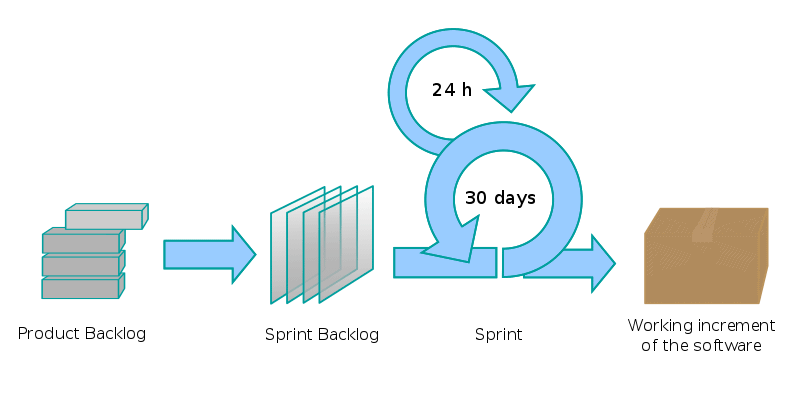 24 h
30 days
Product Backlog
Sprint Backlog
Sprint
Working increment
of the software